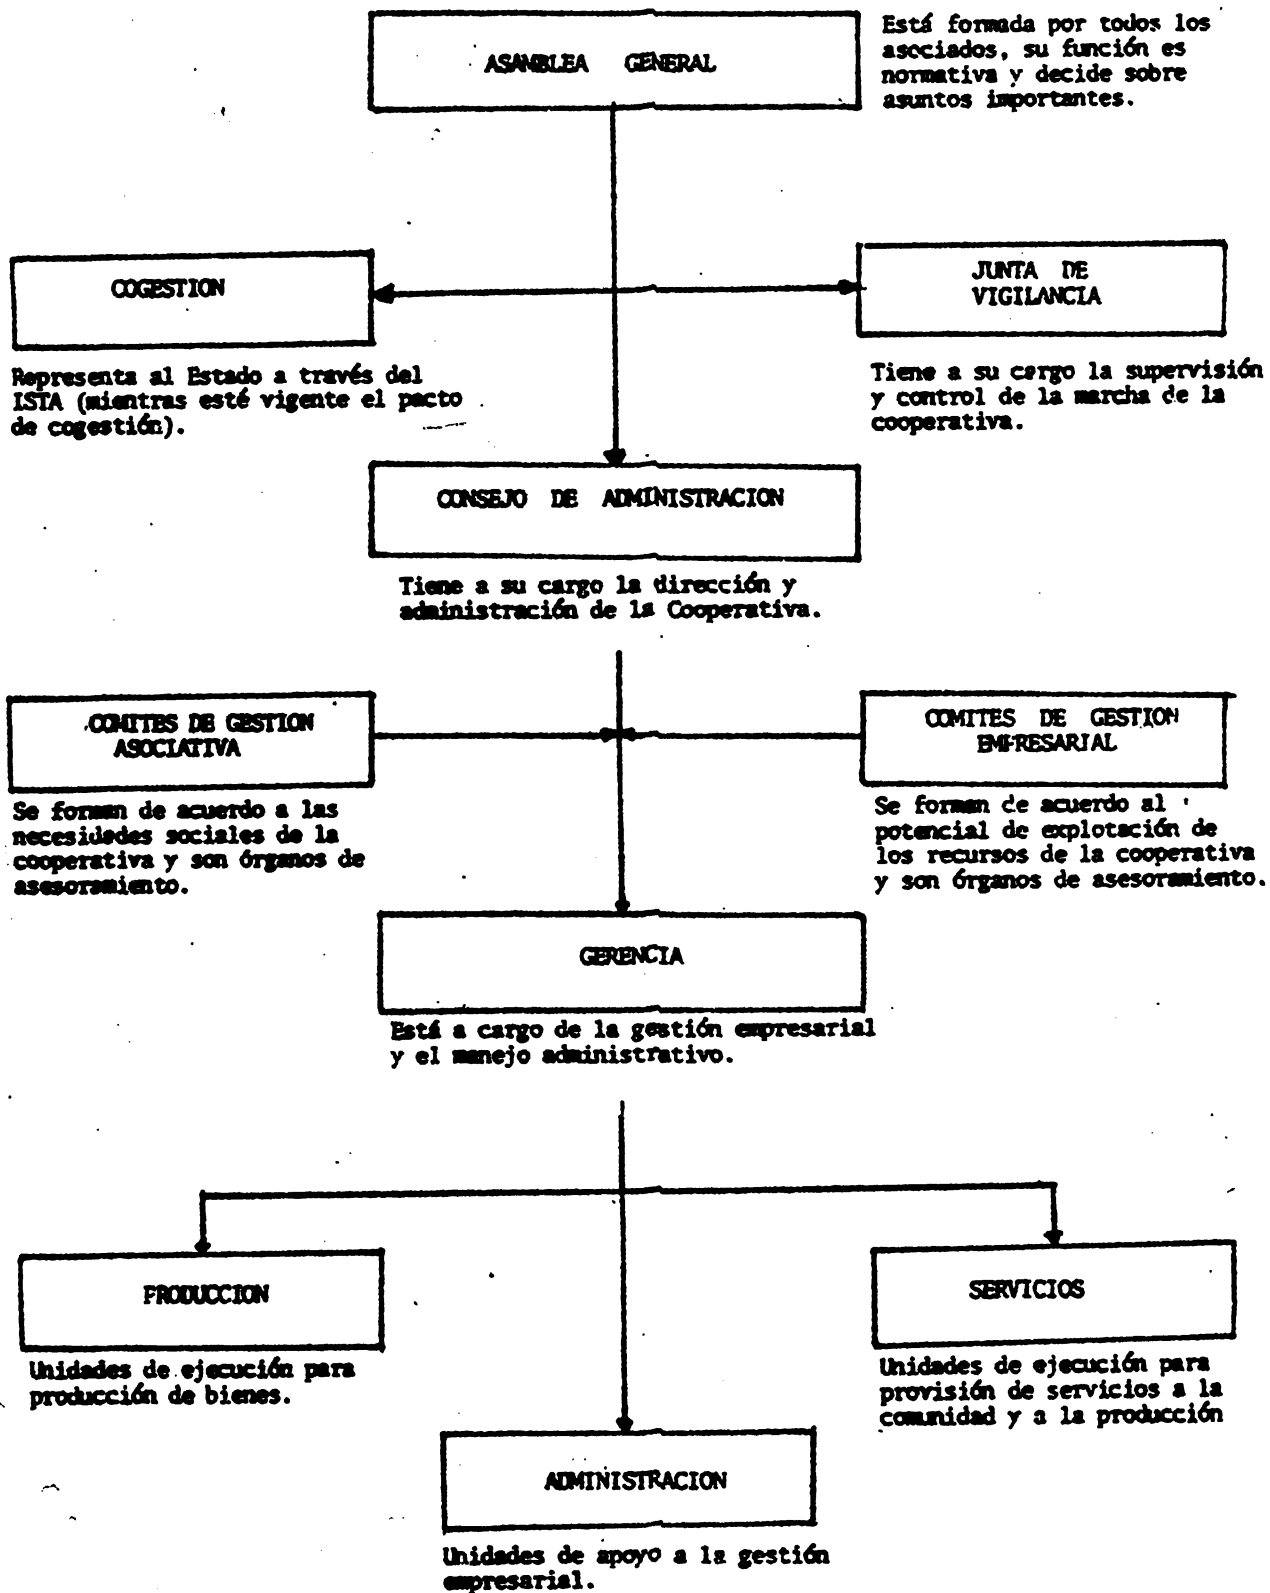 ASAMBLEA GENERAL
Está formada por todos los
asociados, su función es
normativa y decide sobre
asuntos importantes.
COGESTION
Representa al Estado a través del
ISTA (mientras esté vigente el pacto
de cogestión).
JUNTA DE
VIGILANCIA
Tiene a su cargo la supervisión
y control de la marcha de la
cooperativa.
CONSEJO DE ADMINISTRACION
Tiene a su cargo la dirección y
administración de la Cooperativa.
COMITES DE GESTION
ASOCIATIVA
Se forman de acuerdo a las
necesidades sociales de la
cooperativa y son órganos de
asesoramiento.
COMITES DE GESTION
EMPRESARIAL
Se forman de acuerdo al
potencial de explotación de
los recursos de la cooperativa
y son órganos de asesoramiento.
GERENCIA
Está a cargo de la gestión empresarial
y el manejo administrativo.
PRODUCCION
Unidades de ejecución para
producción de bienes.
SERVICIOS
Unidades de ejecución para
provisión de servicios a la
comunidad y a la producción
ADMINISTRACION
Unidades de apoyo a la gestión
empresarial.